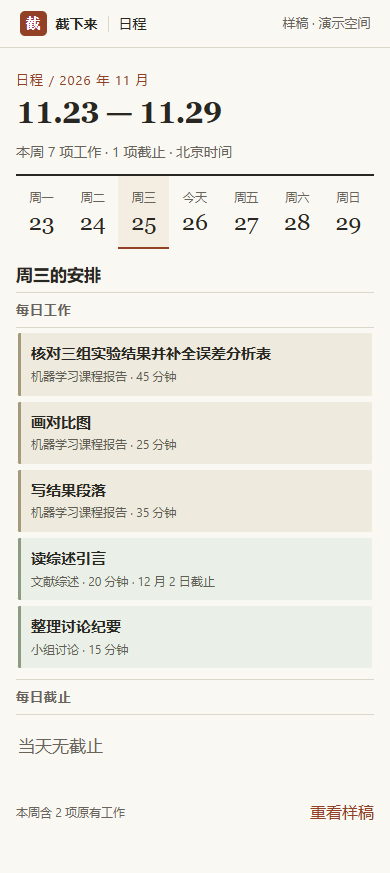 截 截下来 日程 样稿 · 演示空间
日程 / 2026 年 11 月
11.23 — 11.29
本周 7 项工作 · 1 项截止 · 北京时间
周一 周二 周三 今天 周五 周六 周日
23 24 25 26 27 28 29
周三的安排
每日工作
核对三组实验结果并补全误差分析表
机器学习课程报告 · 45 分钟
画对比图
机器学习课程报告 · 25 分钟
写结果段落
机器学习课程报告 · 35 分钟
读综述引言
文献综述 · 20 分钟 · 12 月 2 日截止
整理讨论纪要
小组讨论 · 15 分钟
每日截止
当天无截止
本周含 2 项原有工作 重看样稿